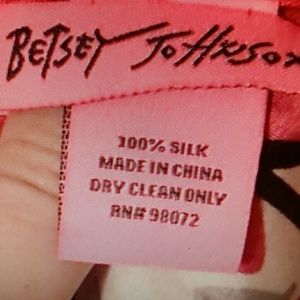 BETSEY JOHNSON
100% SILK
MADE IN CHINA
DRY CLEAN ONLY
RN# 98072